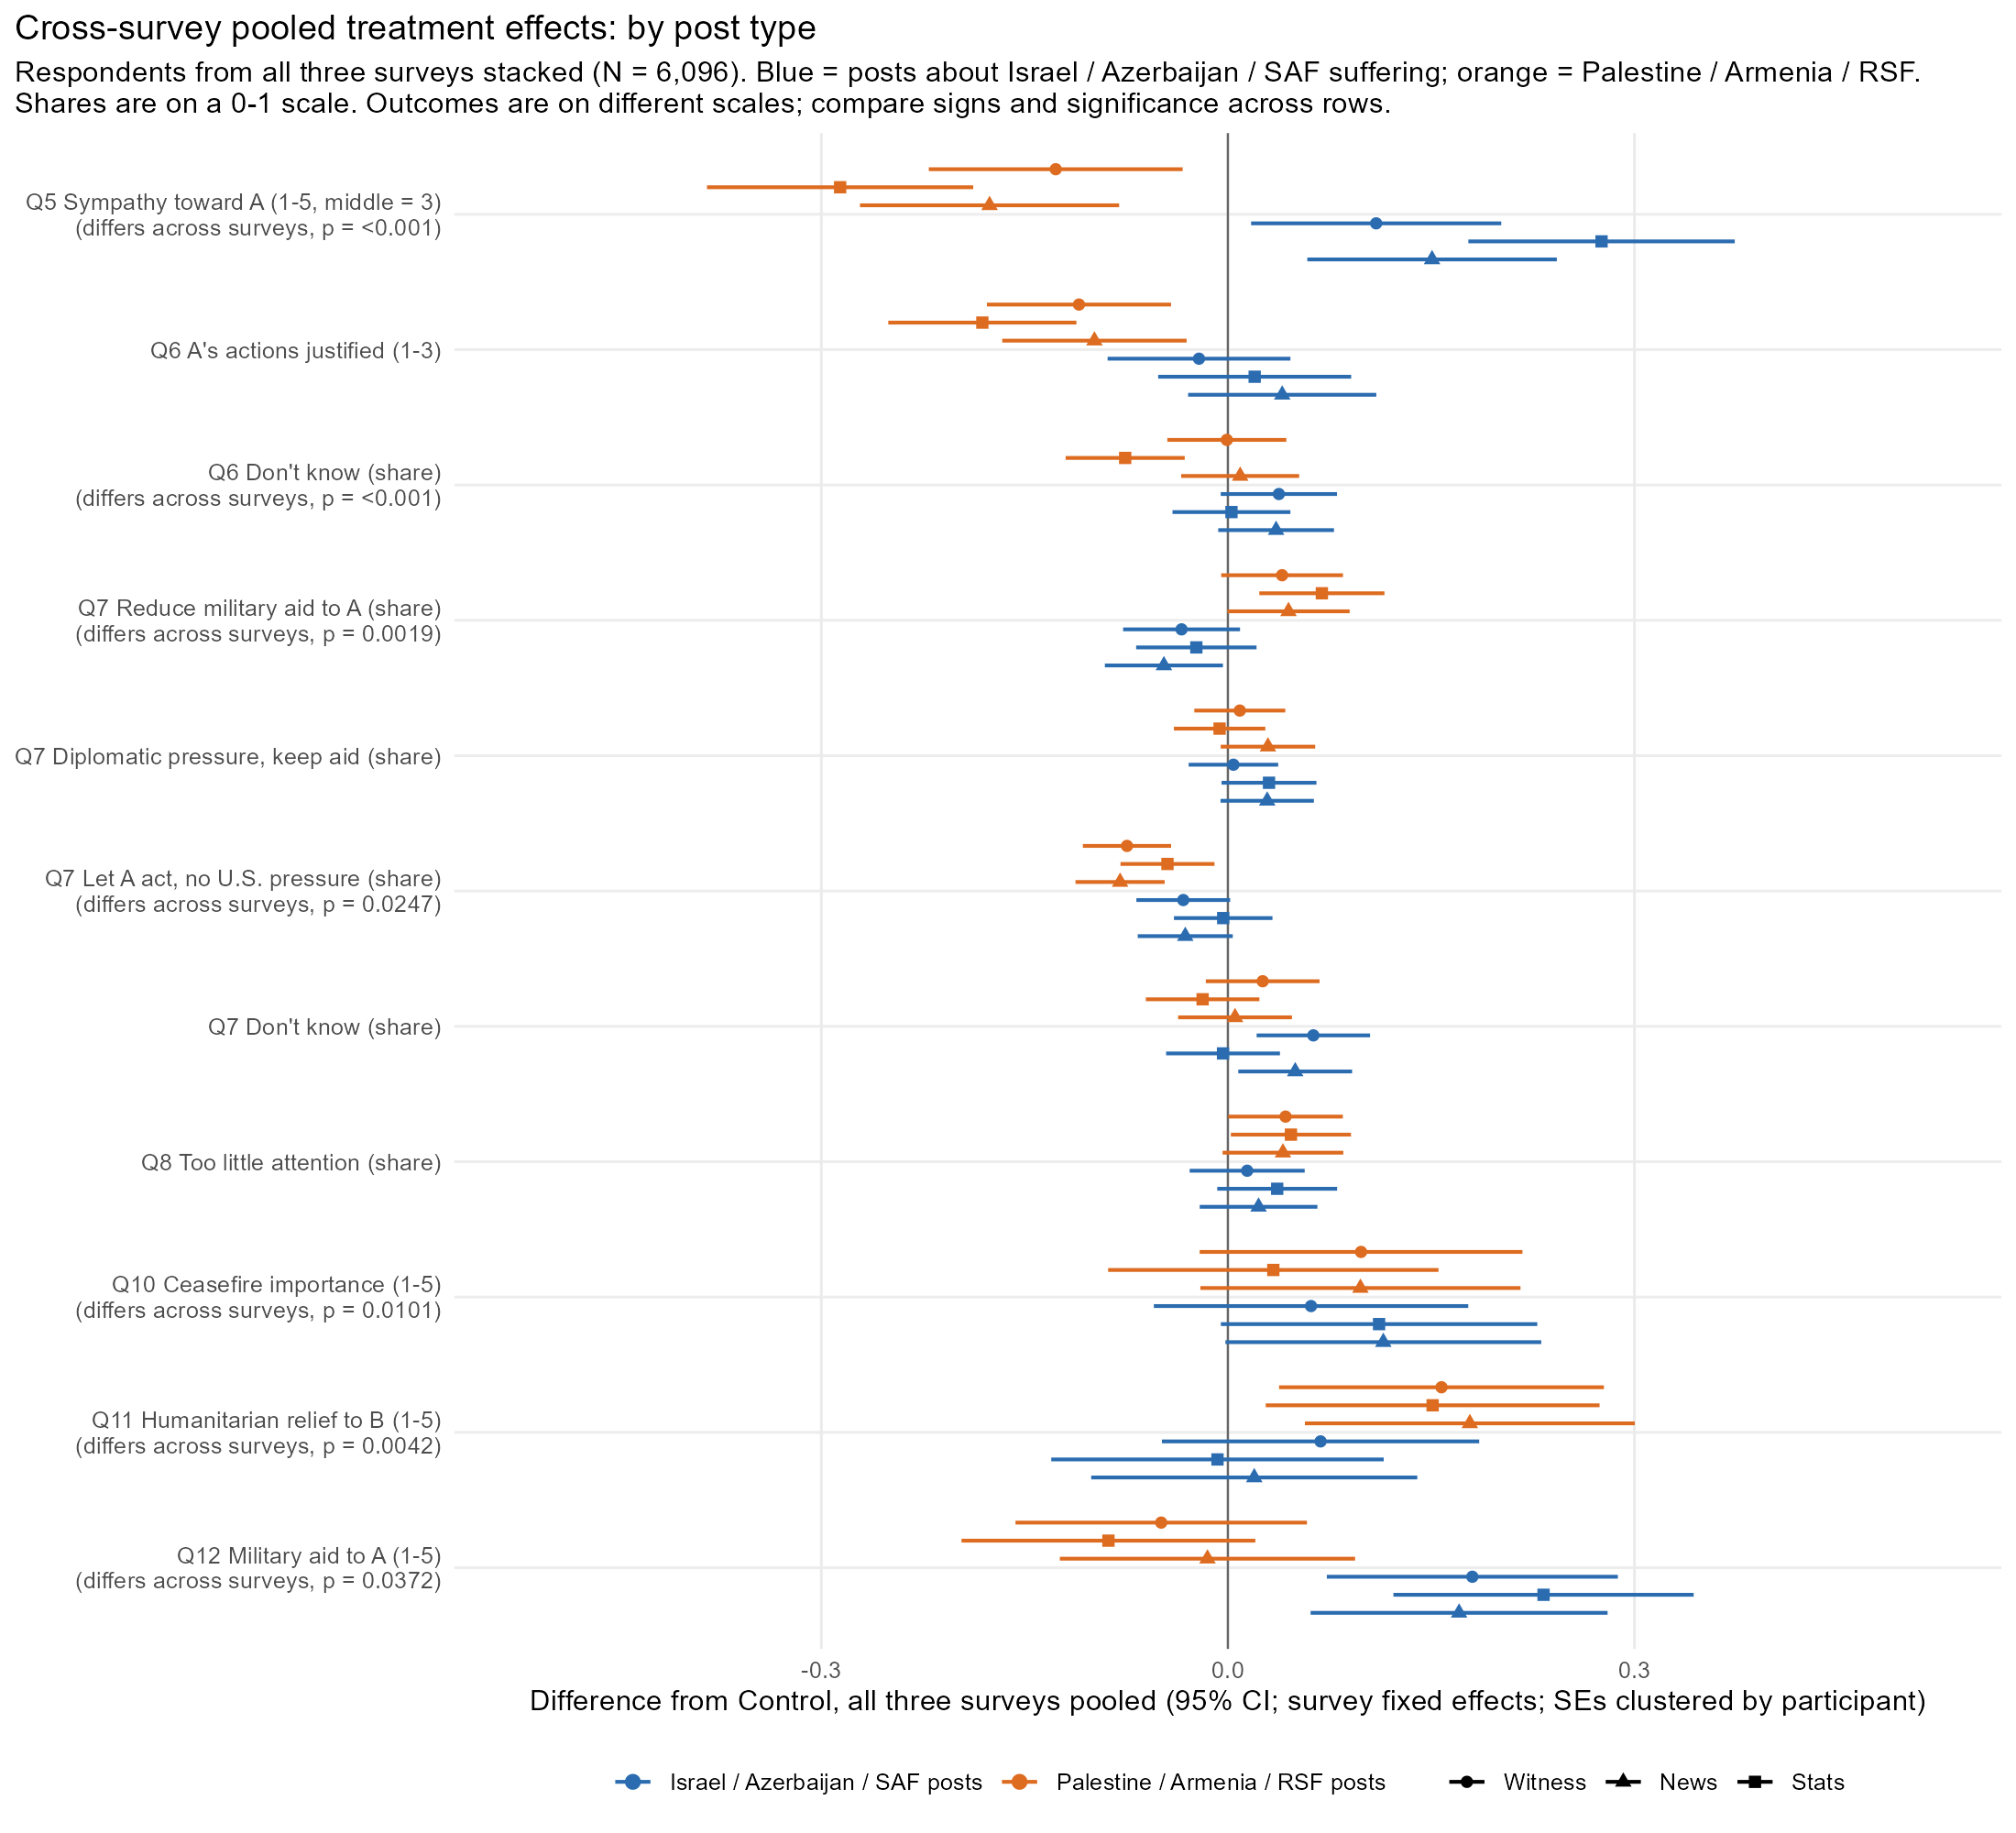 Cross-survey pooled treatment effects: by post type
Respondents from all three surveys stacked (N = 6,096). Blue = posts about Israel / Azerbaijan / SAF suffering; orange = Palestine / Armenia / RSF.
Shares are on a 0-1 scale. Outcomes are on different scales; compare signs and significance across rows.
Q5 Sympathy toward A (1-5, middle = 3)
(differs across surveys, p = <0.001)
Q6 A's actions justified (1-3)
Q6 Don't know (share)
(differs across surveys, p = <0.001)
Q7 Reduce military aid to A (share)
(differs across surveys, p = 0.0019)
Q7 Diplomatic pressure, keep aid (share)
Q7 Let A act, no U.S. pressure (share)
(differs across surveys, p = 0.0247)
Q7 Don't know (share)
Q8 Too little attention (share)
Q10 Ceasefire importance (1-5)
(differs across surveys, p = 0.0101)
Q11 Humanitarian relief to B (1-5)
(differs across surveys, p = 0.0042)
Q12 Military aid to A (1-5)
(differs across surveys, p = 0.0372)
-0.3 0.0 0.3
Difference from Control, all three surveys pooled (95% CI; survey fixed effects; SEs clustered by participant)
Israel / Azerbaijan / SAF posts Palestine / Armenia / RSF posts Witness News Stats